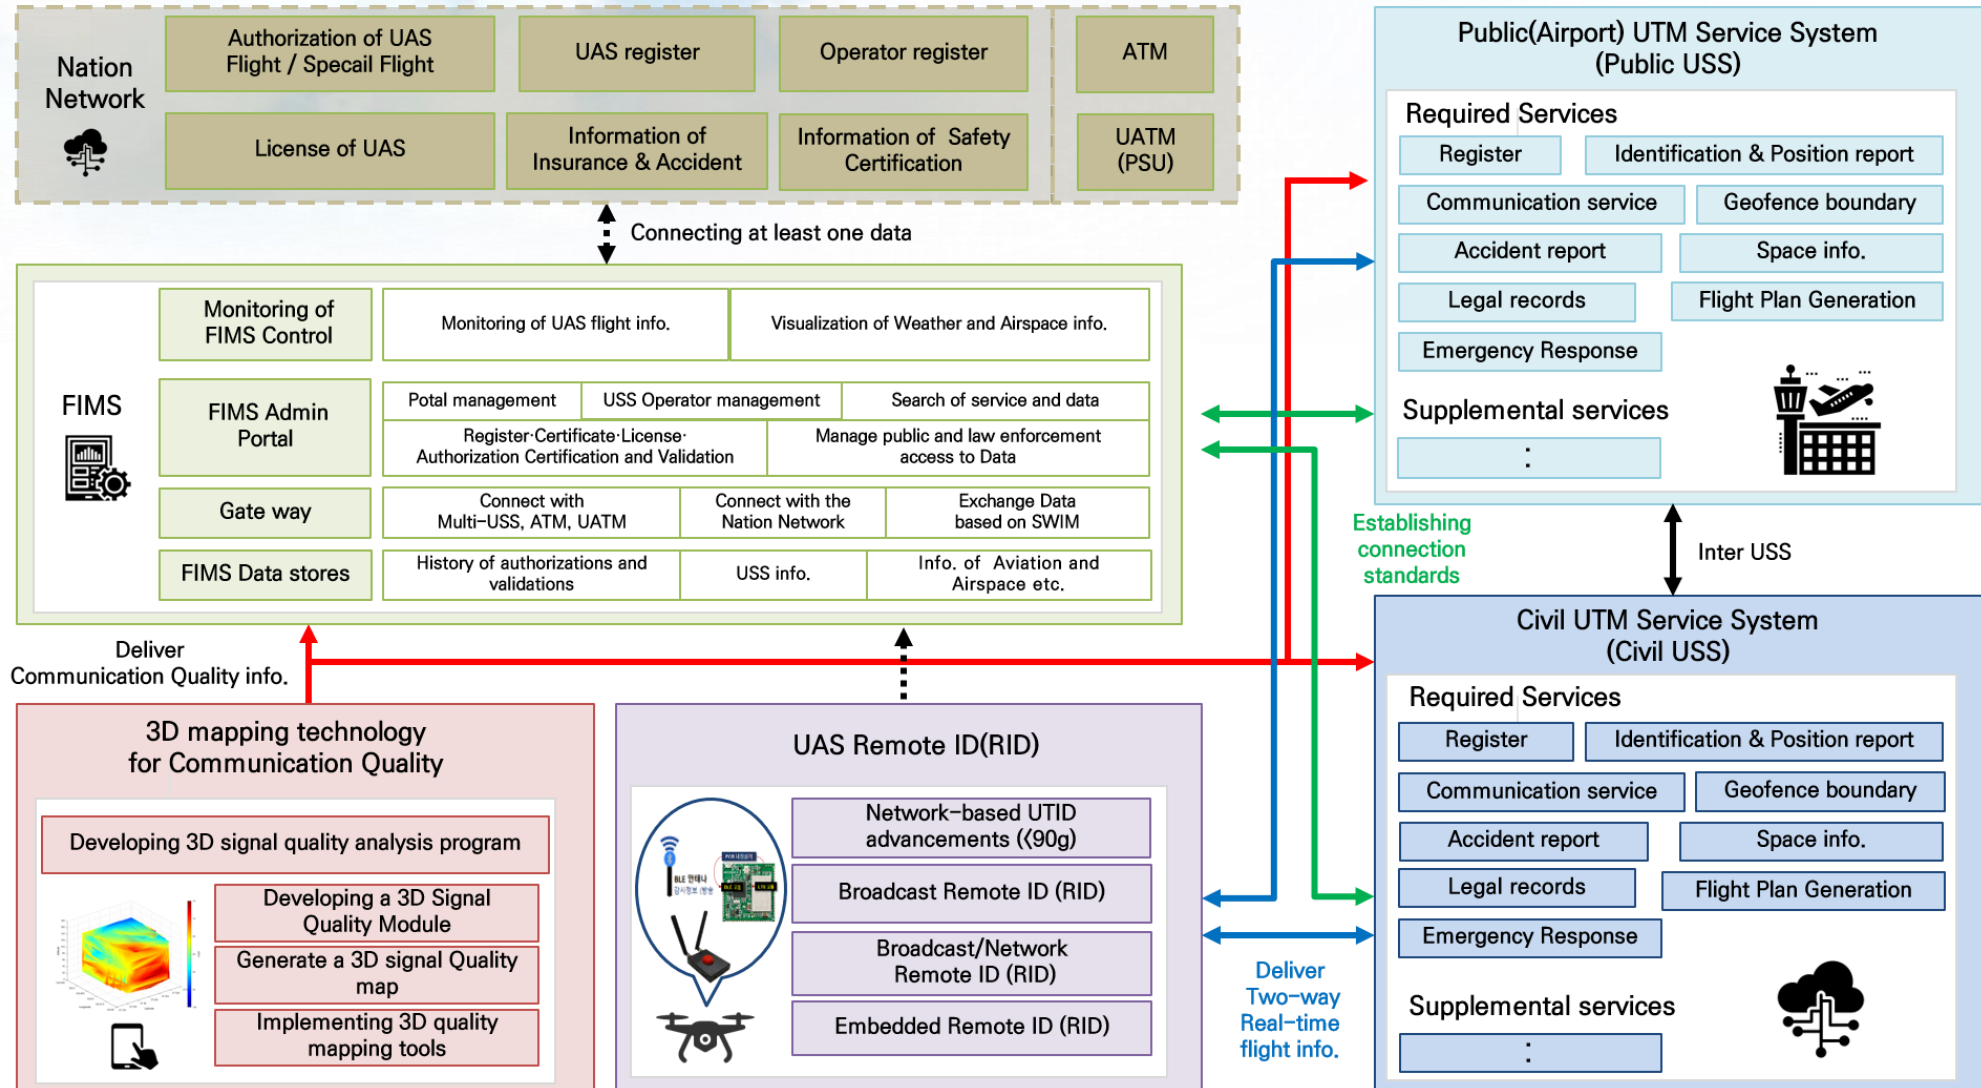 Nation
Network
Authorization of UAS
Flight / Specail Flight
UAS register
Operator register
ATM
License of UAS
Information of
Insurance & Accident
Information of Safety
Certification
UATM
(PSU)
Connecting at least one data
FIMS
Monitoring of
FIMS Control
Monitoring of UAS flight info.
Visualization of Weather and Airspace info.
FIMS Admin
Portal
Potal management
USS Operator management
Search of service and data
Register·Certificate·License·
Authorization Certification and Validation
Manage public and law enforcement
access to Data
Gate way
Connect with
Multi-USS, ATM, UATM
Connect with the
Nation Network
Exchange Data
based on SWIM
FIMS Data stores
History of authorizations and
validations
USS info.
Info. of Aviation and
Airspace etc.
Deliver
Communication Quality info.
3D mapping technology
for Communication Quality
Developing 3D signal quality analysis program
Developing a 3D Signal
Quality Module
Generate a 3D signal Quality
map
Implementing 3D quality
mapping tools
UAS Remote ID(RID)
BLE 안테나
감시정보 (방송
Network-based UTID
advancements (<90g)
Broadcast Remote ID (RID)
Broadcast/Network
Remote ID (RID)
Embedded Remote ID (RID)
Public(Airport) UTM Service System
(Public USS)
Required Services
Register
Identification & Position report
Communication service
Geofence boundary
Accident report
Space info.
Legal records
Flight Plan Generation
Emergency Response
Supplemental services
:
Establishing
connection
standards
Inter USS
Civil UTM Service System
(Civil USS)
Required Services
Register
Identification & Position report
Communication service
Geofence boundary
Accident report
Space info.
Legal records
Flight Plan Generation
Emergency Response
Supplemental services
:
Deliver
Two-way
Real-time
flight info.